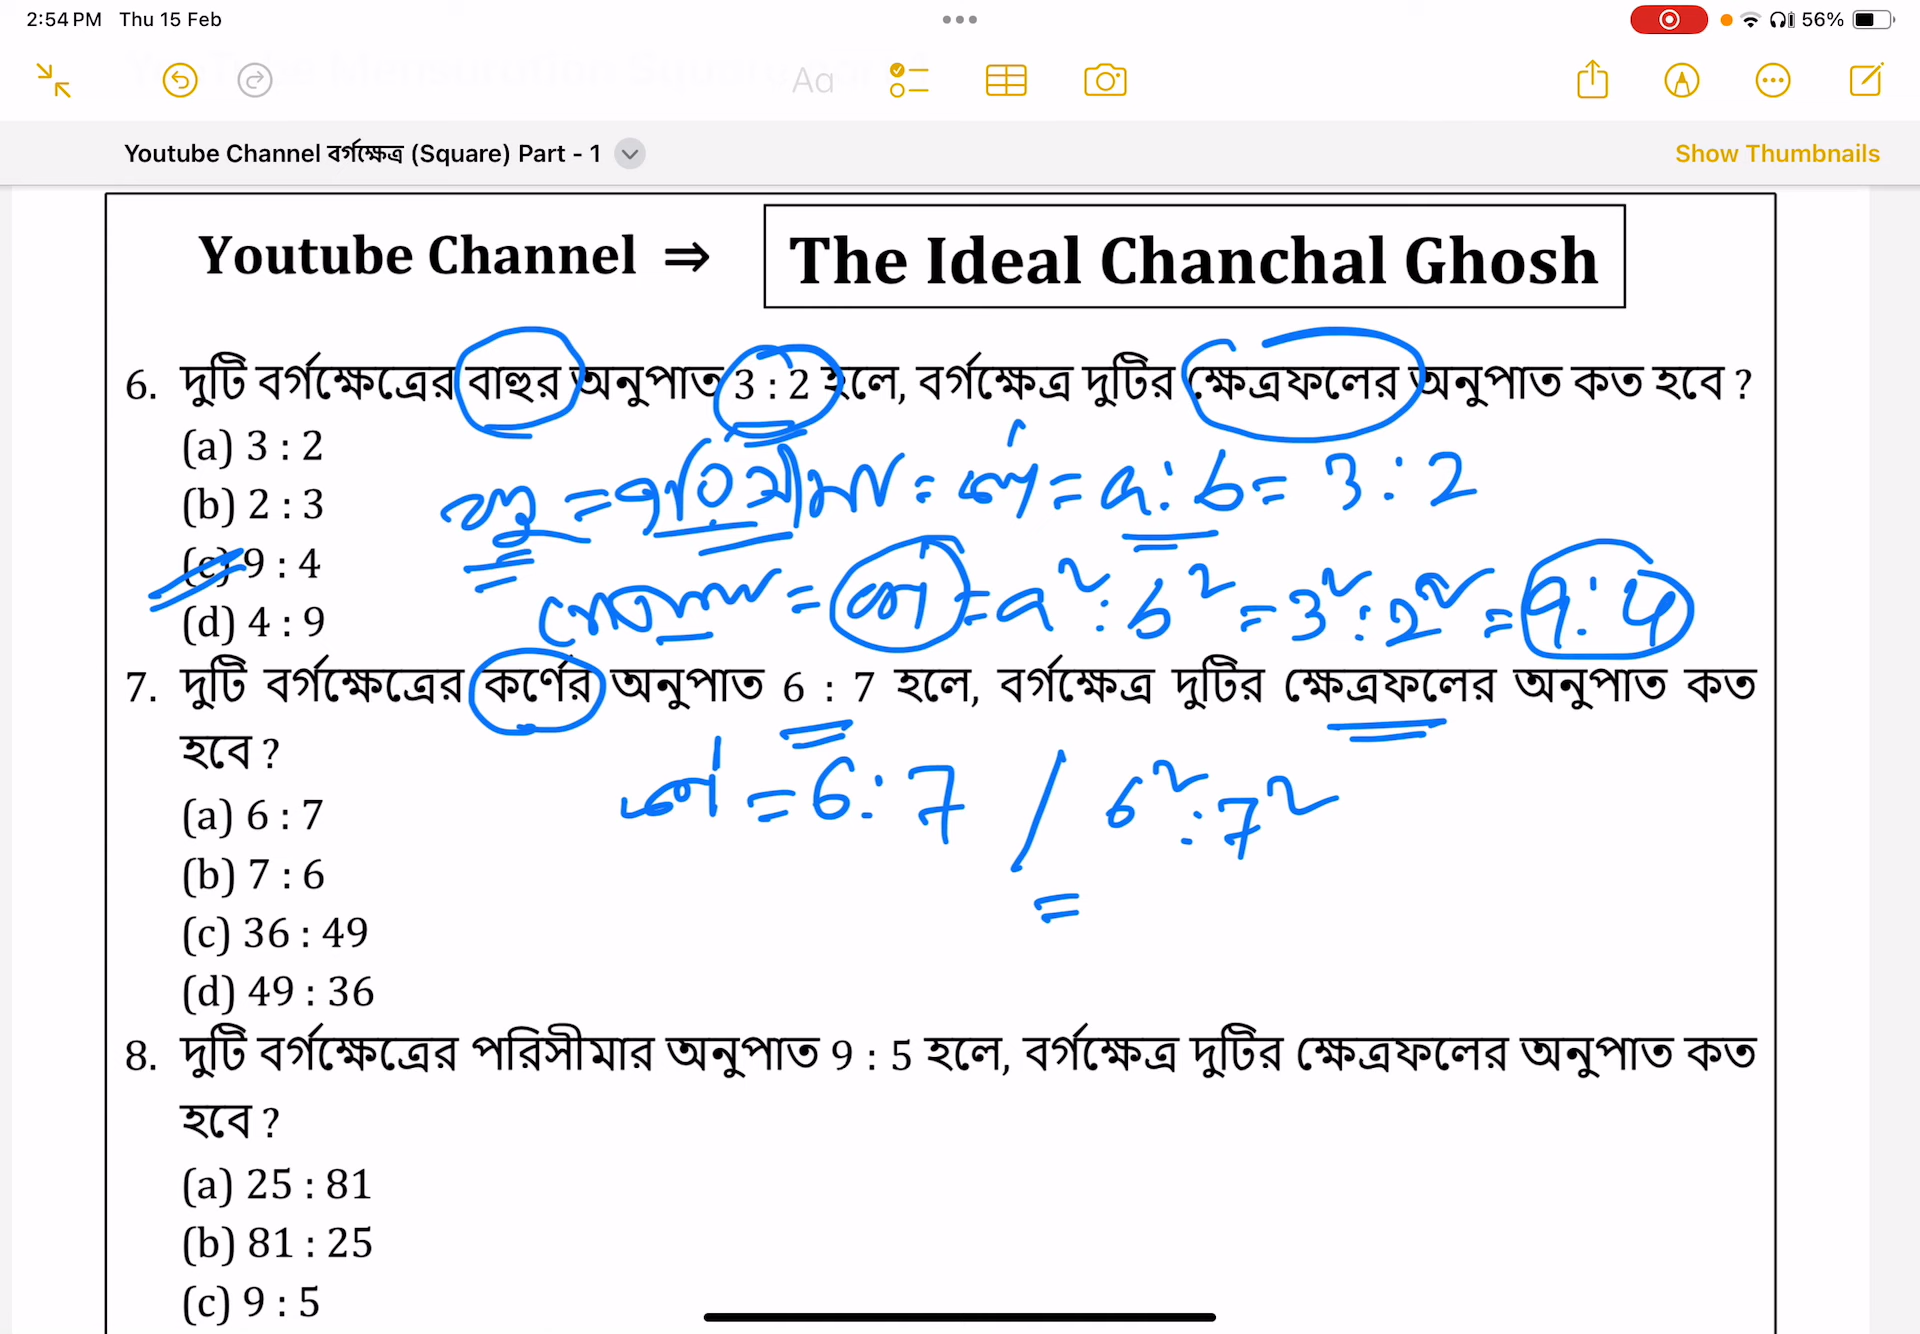 2:54 PM Thu 15 Feb
56%
Aa
Youtube Channel বর্গক্ষেত্র (Square) Part - 1
Show Thumbnails
Youtube Channel ⇒ The Ideal Chanchal Ghosh
6. দুটি বর্গক্ষেত্রের বাহুর অনুপাত 3 : 2 হলে, বর্গক্ষেত্র দুটির ক্ষেত্রফলের অনুপাত কত হবে ?
(a) 3 : 2
= = = a : b = 3 : 2
(b) 2 : 3
(c) 9 : 4
= = a² : b² = 3² : 2² = 9 : 4
(d) 4 : 9
7. দুটি বর্গক্ষেত্রের কর্ণের অনুপাত 6 : 7 হলে, বর্গক্ষেত্র দুটির ক্ষেত্রফলের অনুপাত কত
হবে ?
কর্ণ = 6 : 7 / 6² : 7²
(a) 6 : 7
(b) 7 : 6
=
(c) 36 : 49
(d) 49 : 36
8. দুটি বর্গক্ষেত্রের পরিসীমার অনুপাত 9 : 5 হলে, বর্গক্ষেত্র দুটির ক্ষেত্রফলের অনুপাত কত
হবে ?
(a) 25 : 81
(b) 81 : 25
(c) 9 : 5